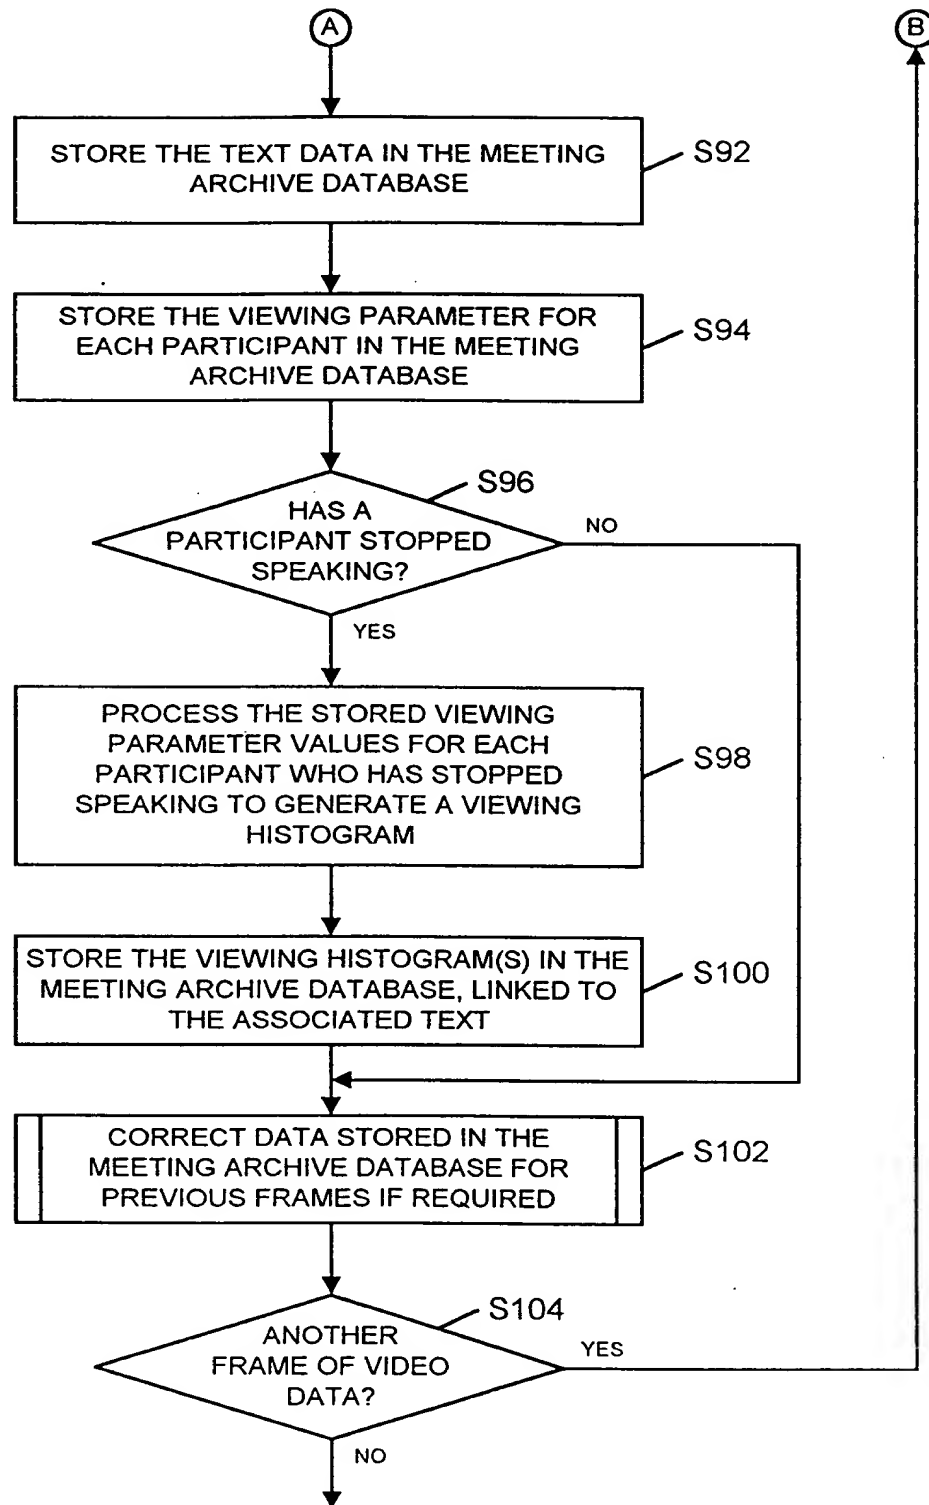 A
B
STORE THE TEXT DATA IN THE MEETING
ARCHIVE DATABASE
S92
STORE THE VIEWING PARAMETER FOR
EACH PARTICIPANT IN THE MEETING
ARCHIVE DATABASE
S94
S96
HAS A
PARTICIPANT STOPPED
SPEAKING?
NO
YES
PROCESS THE STORED VIEWING
PARAMETER VALUES FOR EACH
PARTICIPANT WHO HAS STOPPED
SPEAKING TO GENERATE A VIEWING
HISTOGRAM
S98
STORE THE VIEWING HISTOGRAM(S) IN THE
MEETING ARCHIVE DATABASE, LINKED TO
THE ASSOCIATED TEXT
S100
CORRECT DATA STORED IN THE
MEETING ARCHIVE DATABASE FOR
PREVIOUS FRAMES IF REQUIRED
S102
S104
ANOTHER
FRAME OF VIDEO
DATA?
YES
NO